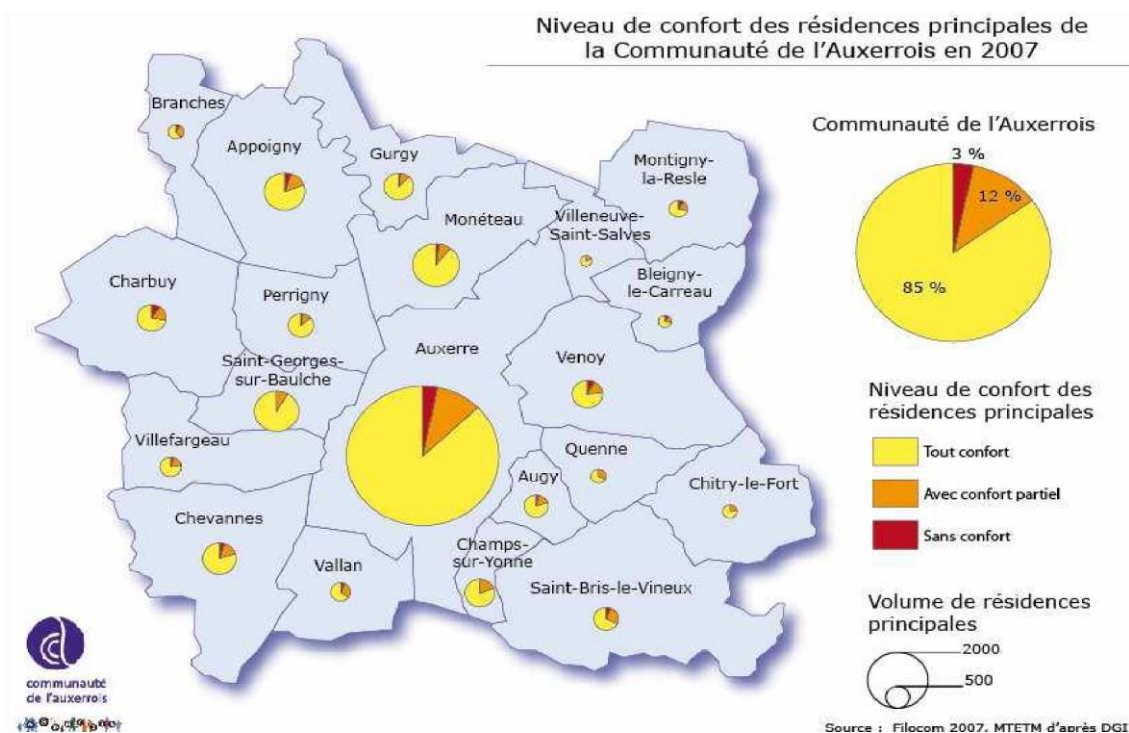 Niveau de confort des résidences principales de
la Communauté de l'Auxerrois en 2007
Branches
Appoigny
Gurgy
Montigny-
la-Resle
Monéteau
Villeneuve-
Saint-Salves
Bleigny-
le-Carreau
Charbuy
Perrigny
Saint-Georges-
sur-Baulche
Auxerre
Venoy
Villefargeau
Quenne
Augy
Chitry-le-Fort
Chevannes
Champs-
sur-Yonne
Vallan
Saint-Bris-le-Vineux
Communauté de l'Auxerrois
3 %
12 %
85 %
Niveau de confort des
résidences principales
Tout confort
Avec confort partiel
Sans confort
Volume de résidences
principales
2000
500
communauté
de l'auxerrois
Source : Filocom 2007, MTETM d'après DGI